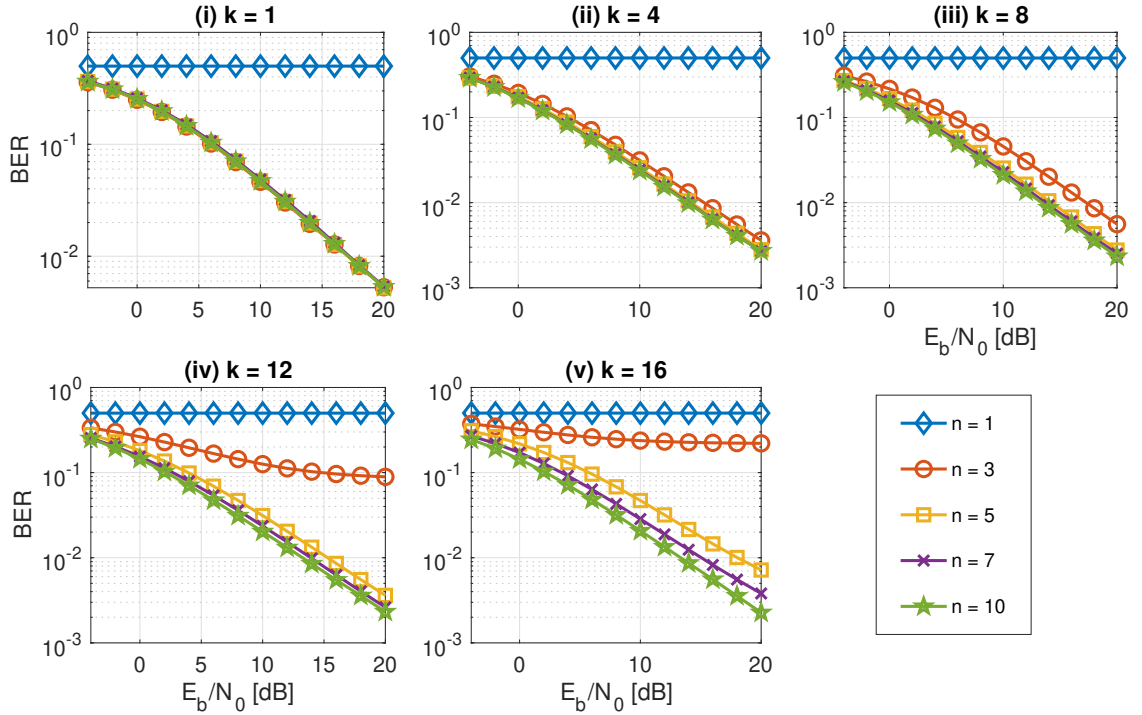 (i) k = 1
10^0
10^-1
10^-2
BER
0
5
10
15
20
(ii) k = 4
10^0
10^-1
10^-2
10^-3
0
10
20
(iii) k = 8
10^0
10^-1
10^-2
10^-3
0
10
20
E_b/N_0 [dB]
(iv) k = 12
10^0
10^-1
10^-2
10^-3
BER
0
5
10
15
20
E_b/N_0 [dB]
(v) k = 16
10^0
10^-1
10^-2
10^-3
0
10
20
E_b/N_0 [dB]
n = 1
n = 3
n = 5
n = 7
n = 10